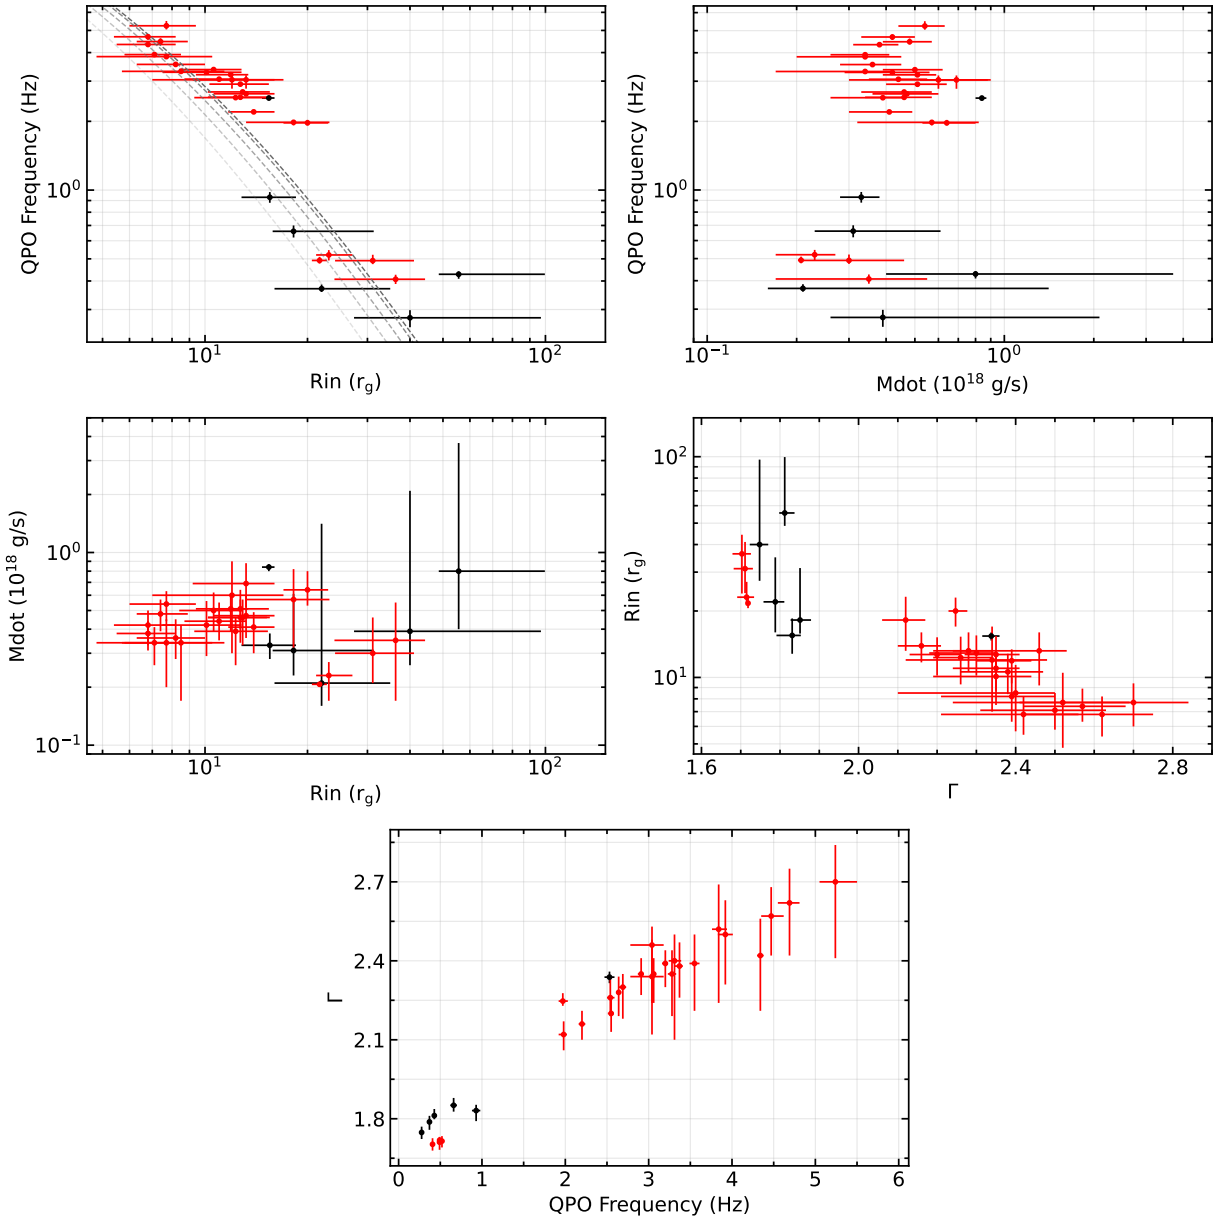 QPO Frequency (Hz)
10⁰
10¹
10²
Rin (r_g)
QPO Frequency (Hz)
10⁰
10⁻¹
10⁰
Mdot (10¹⁸ g/s)
Mdot (10¹⁸ g/s)
10⁰
10⁻¹
10¹
10²
Rin (r_g)
Rin (r_g)
10²
10¹
1.6
2.0
2.4
2.8
Γ
Γ
2.7
2.4
2.1
1.8
0
1
2
3
4
5
6
QPO Frequency (Hz)